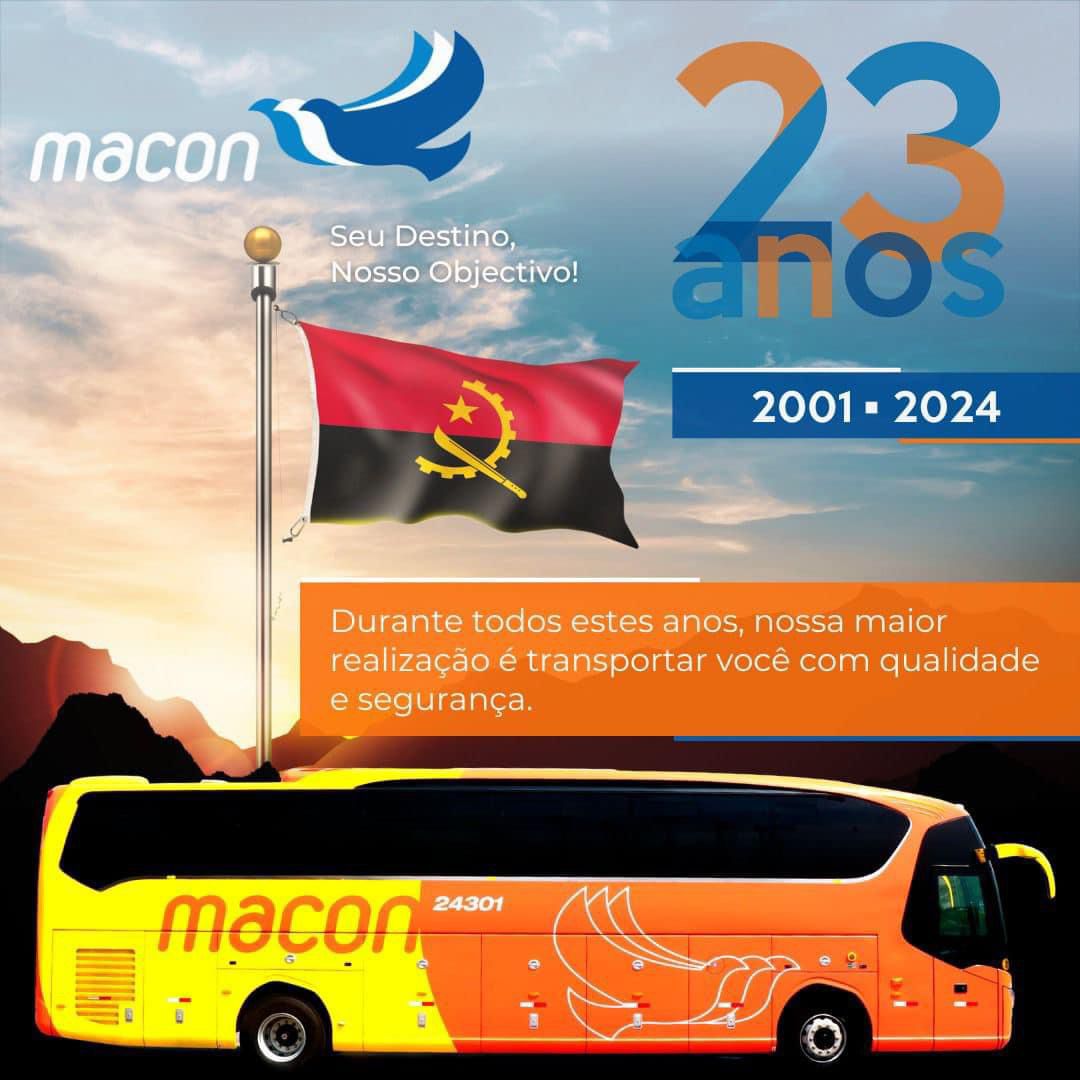 macon
Seu Destino,
Nosso Objectivo!
23
anos
2001 ▪ 2024
Durante todos estes anos, nossa maior
realização é transportar você com qualidade
e segurança.
macon
24301